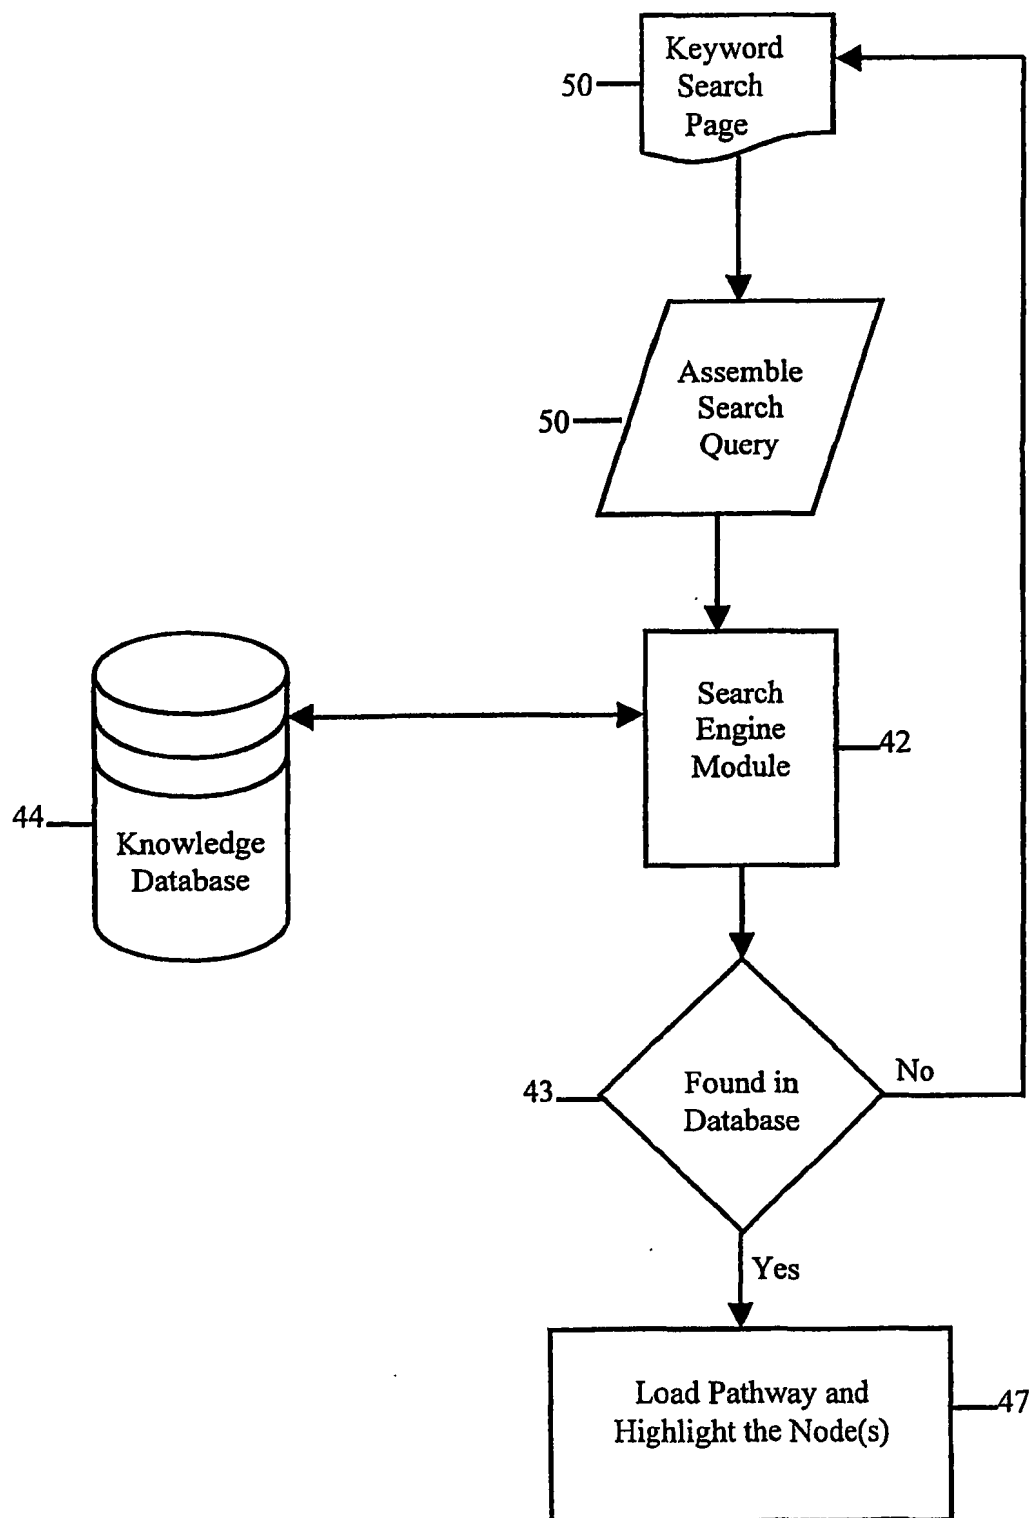 Keyword
Search
Page
50
Assemble
Search
Query
50
Search
Engine
Module
42
44
Knowledge
Database
43
Found in
Database
No
Yes
Load Pathway and
Highlight the Node(s)
47